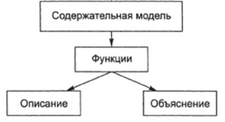 Содержательная модель
Функции
Описание
Объяснение